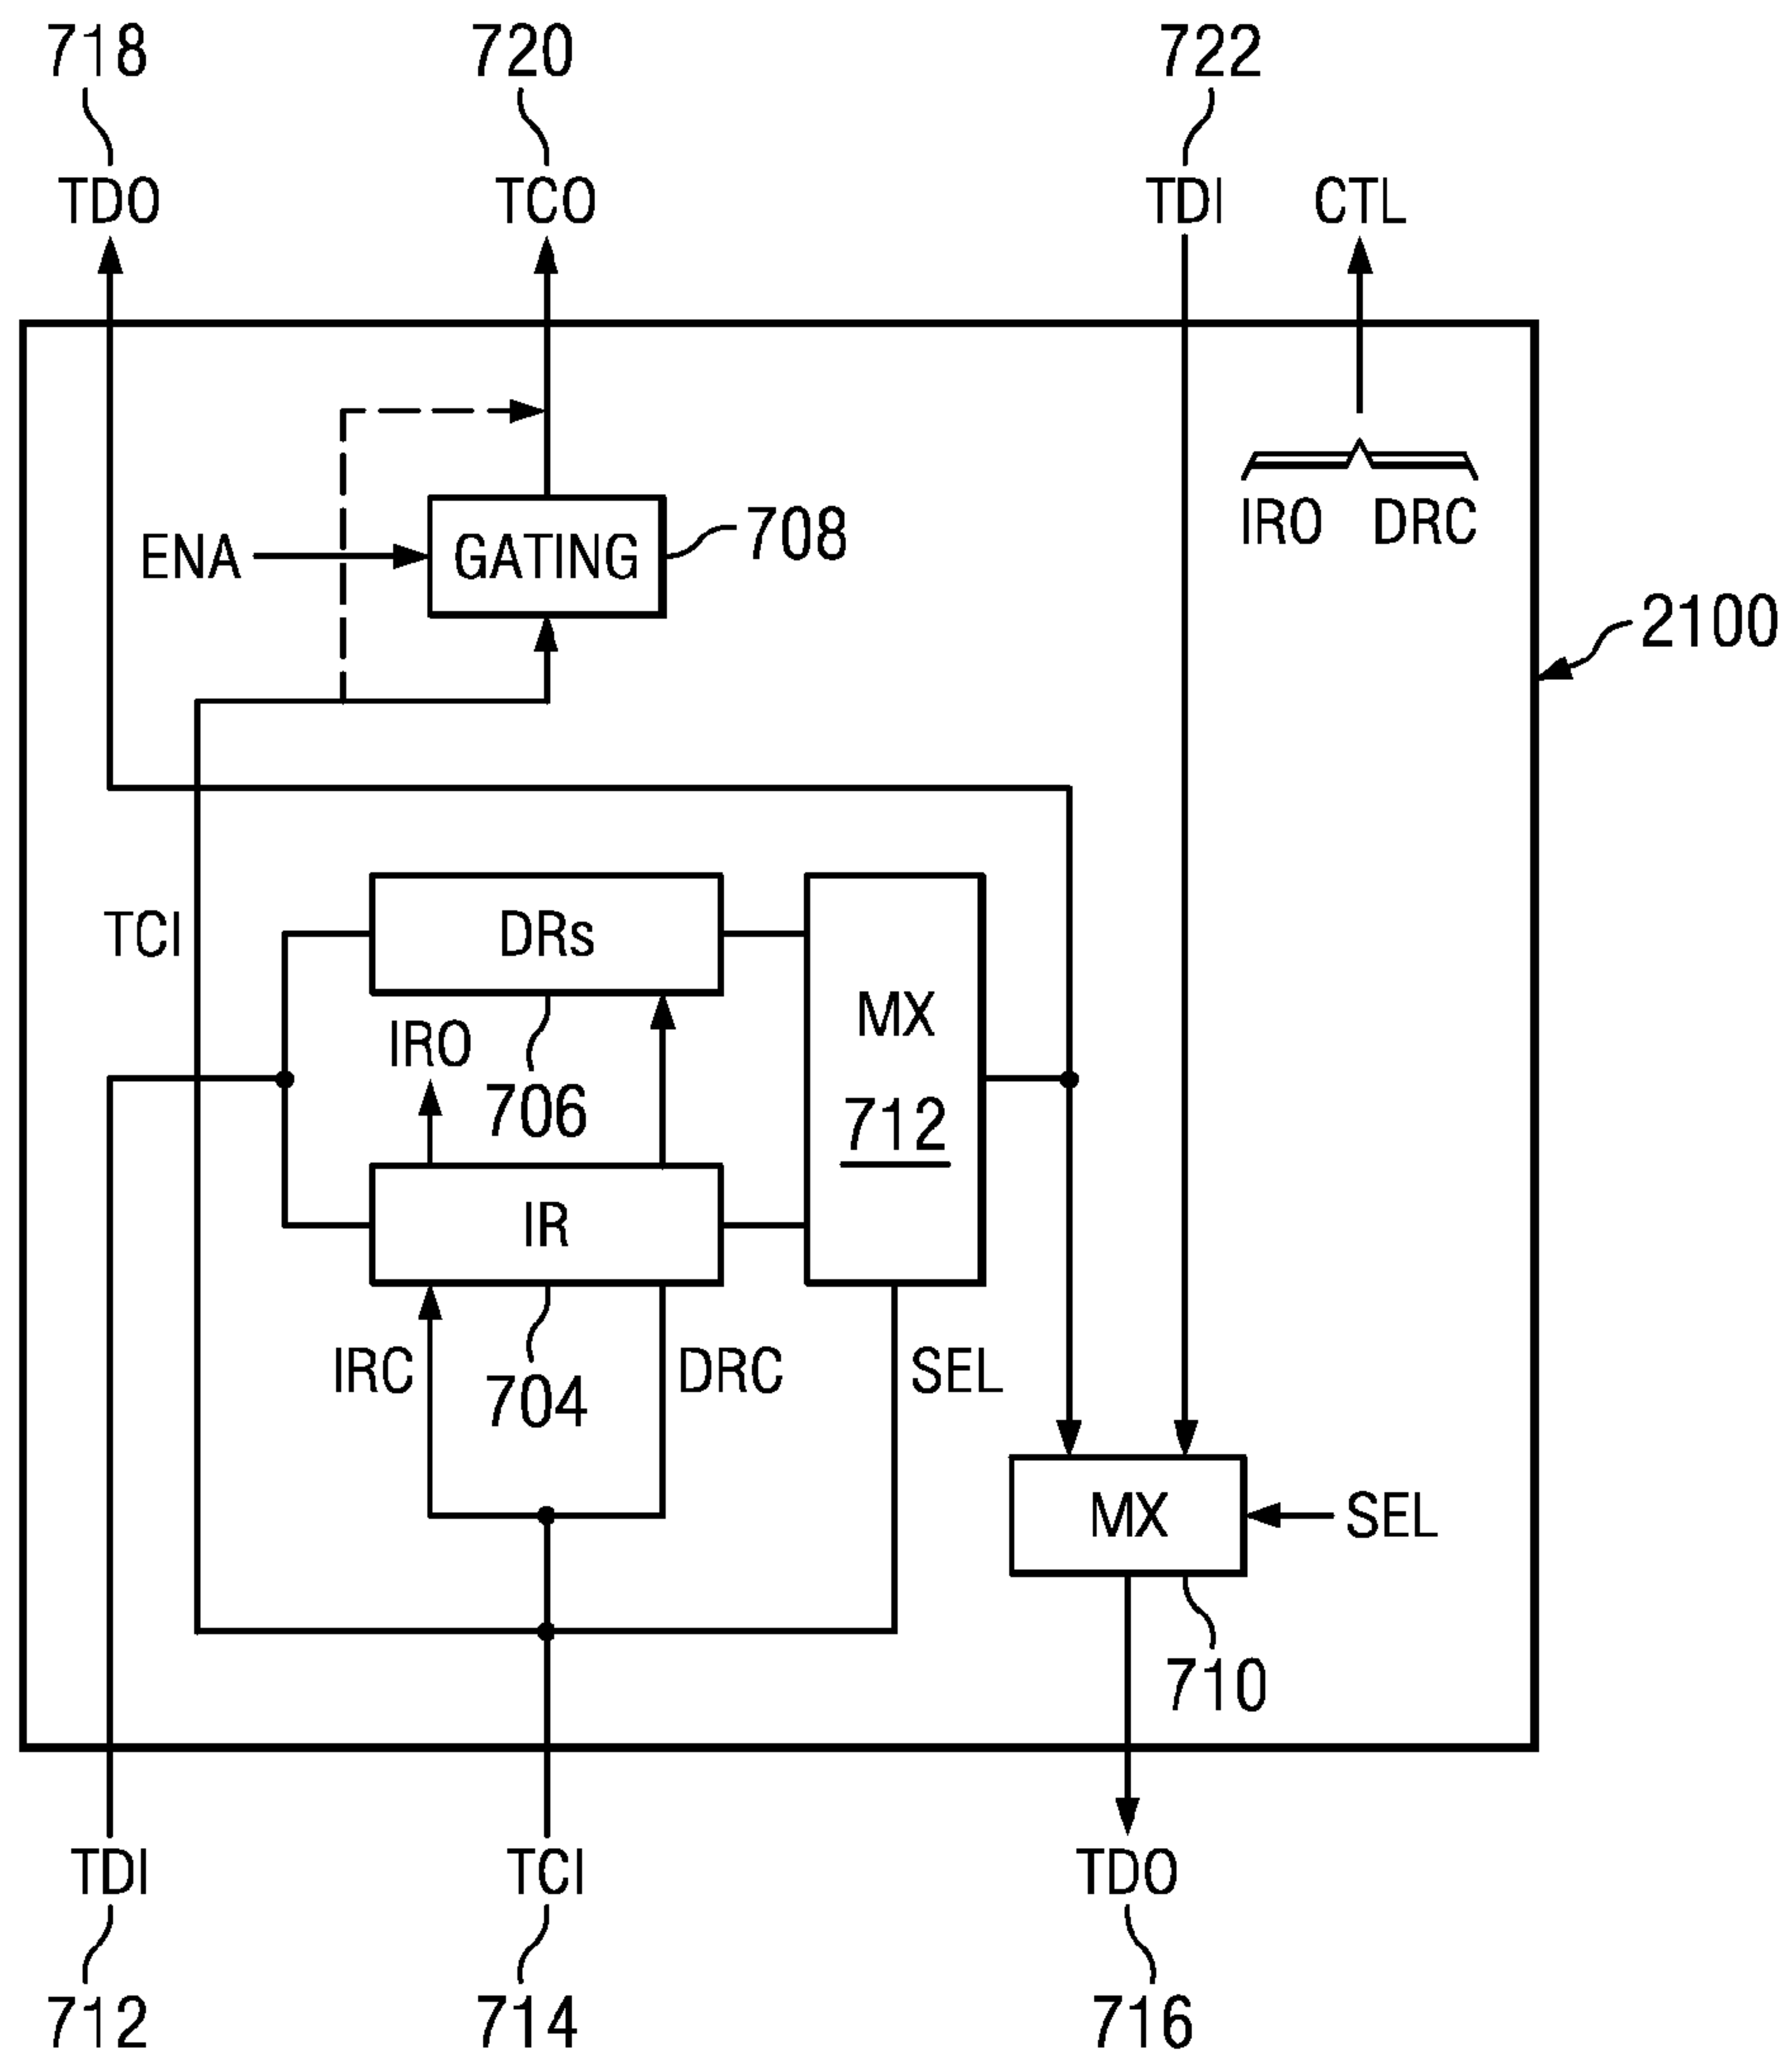 718
720
722
TDO
TCO
TDI
CTL
IRO
DRC
ENA
GATING
708
2100
TCI
DRs
MX
712
IRO
706
IR
IRC
704
DRC
SEL
MX
SEL
710
TDI
TCI
TDO
712
714
716